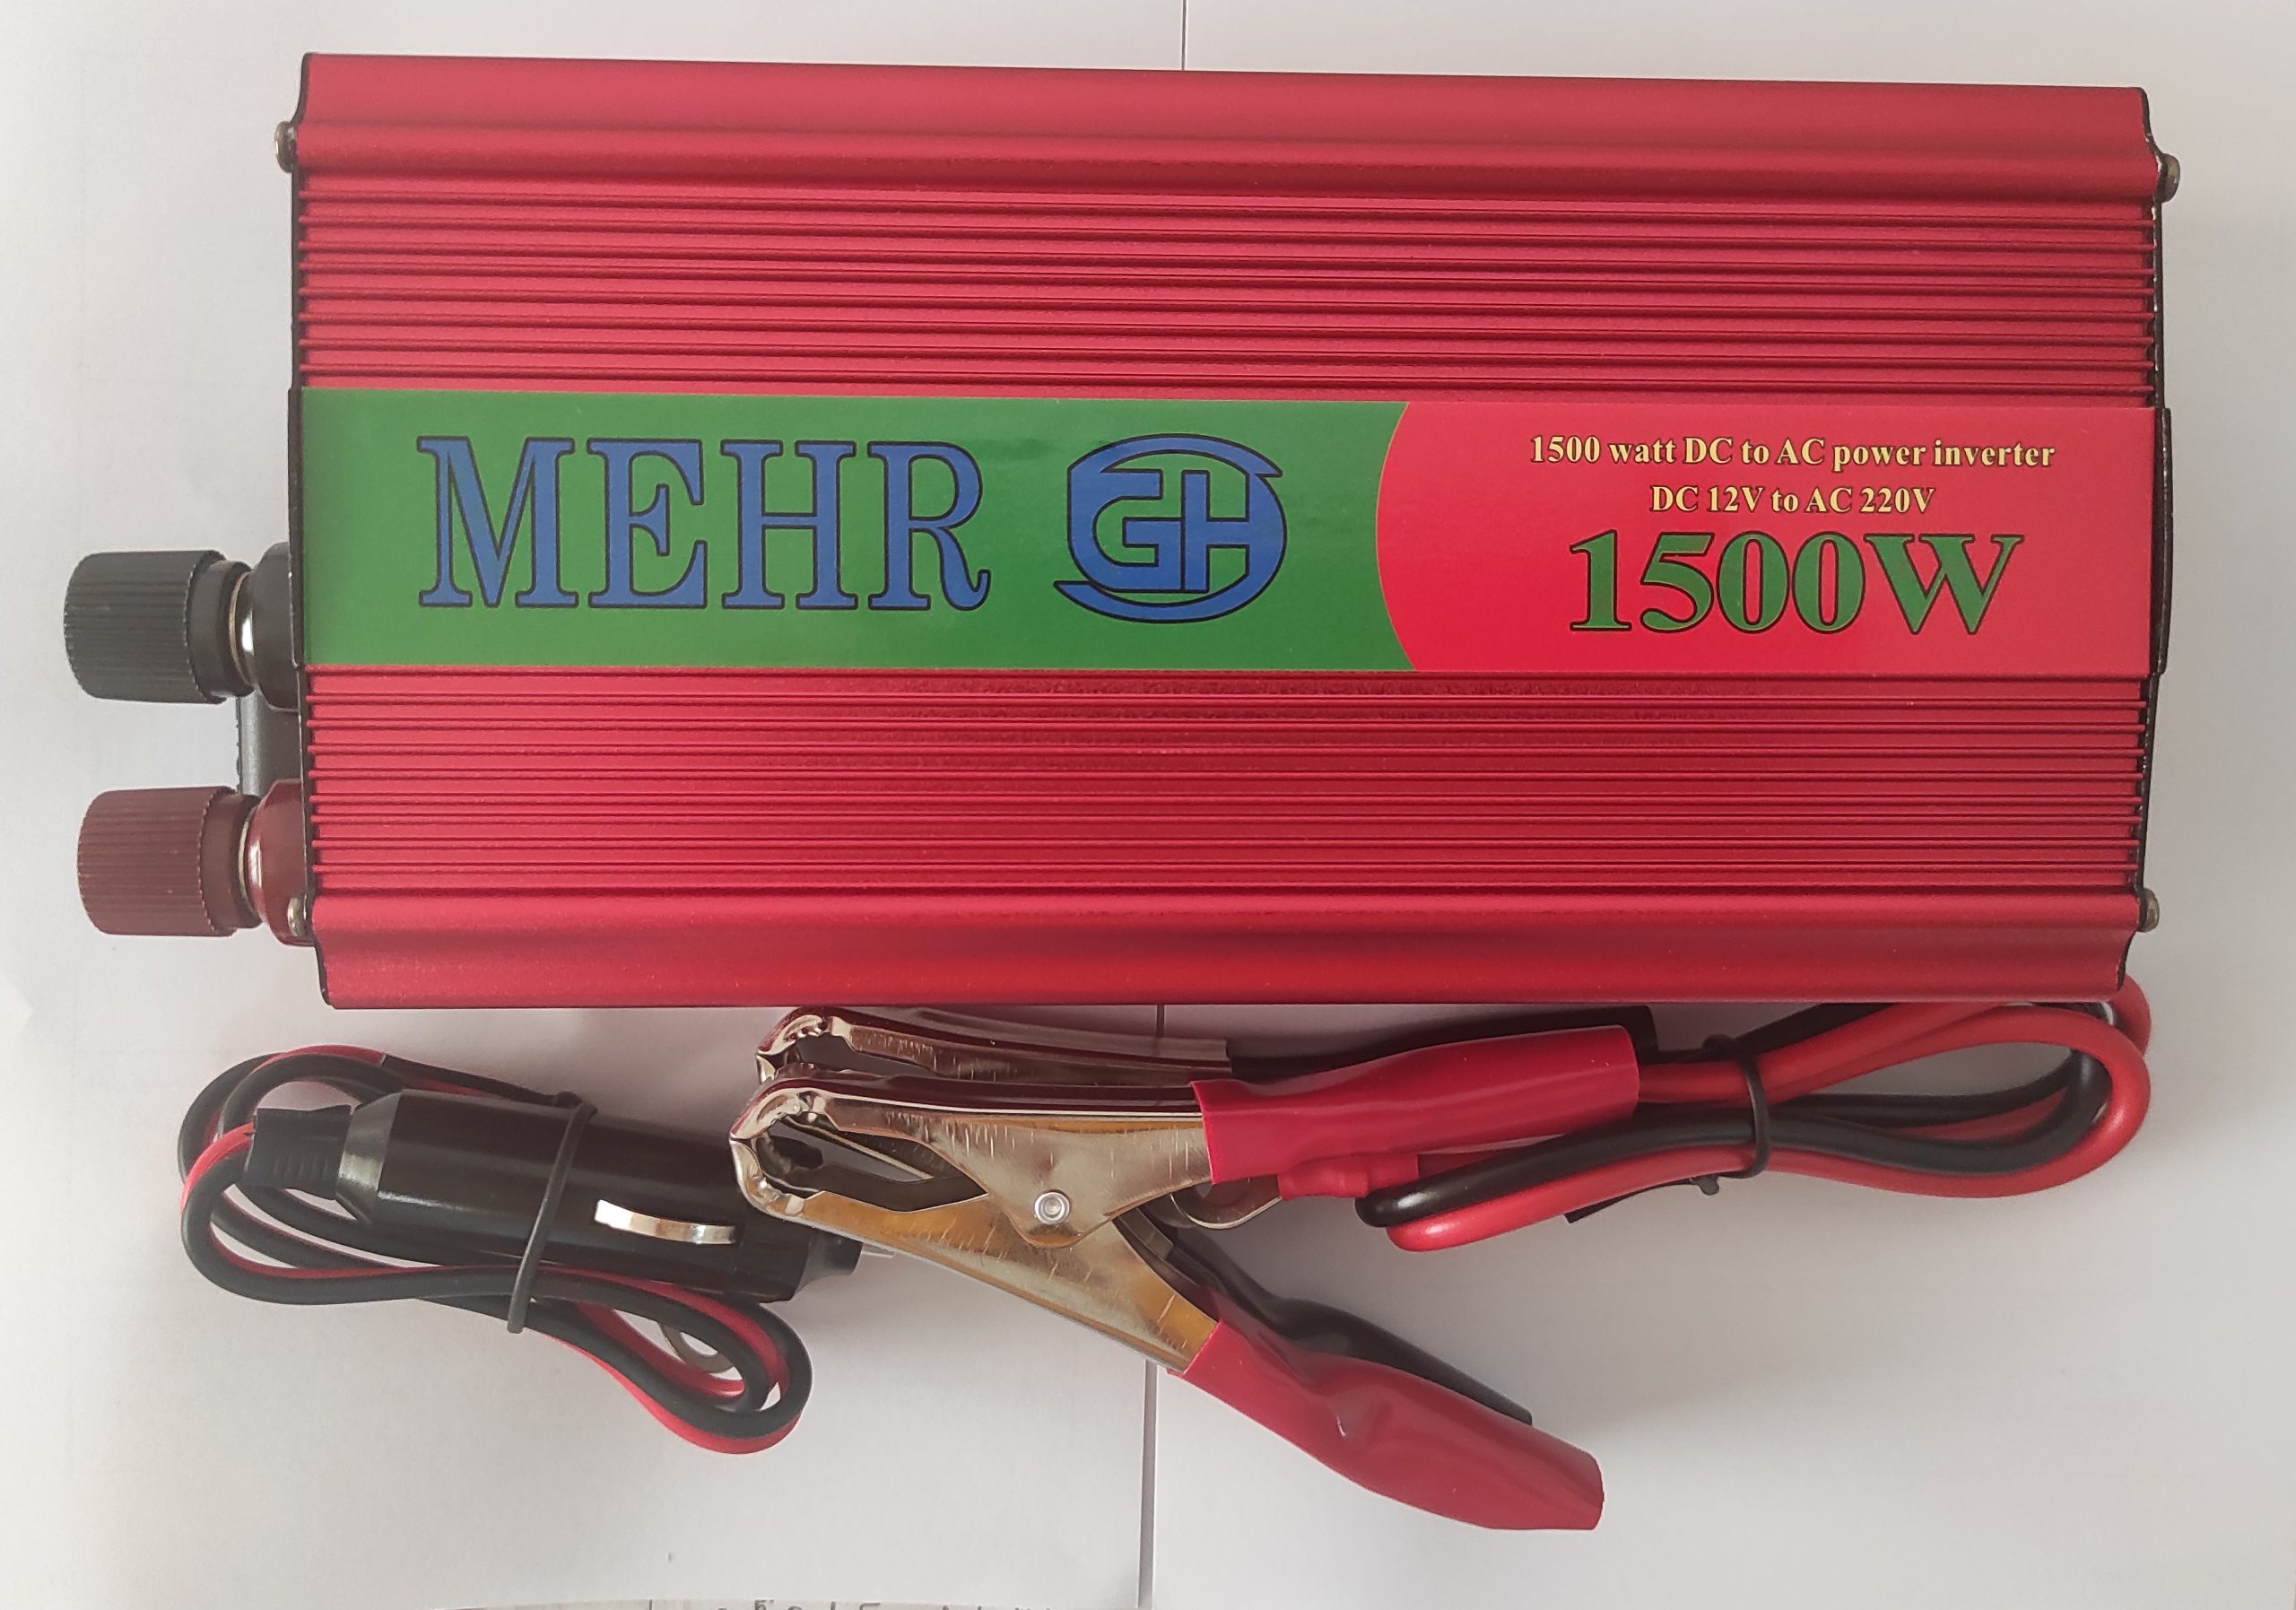 MEHR GH
1500 watt DC to AC power inverter
DC 12V to AC 220V
1500W